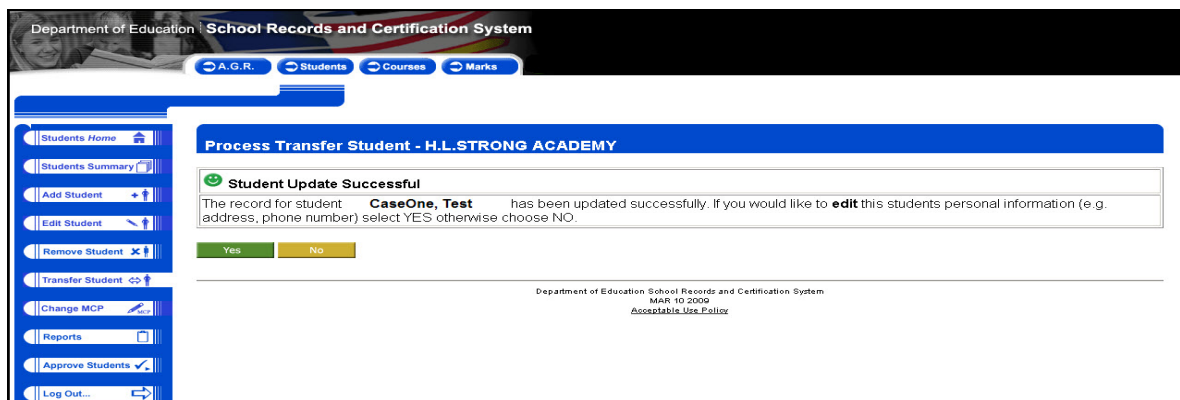 Department of Education School Records and Certification System
A.G.R. Students Courses Marks
Students Home
Students Summary
Add Student
Edit Student
Remove Student
Transfer Student
Change MCP
MCP
Reports
Approve Students
Log Out...
Process Transfer Student - H.L.STRONG ACADEMY
Student Update Successful
The record for student CaseOne, Test has been updated successfully. If you would like to edit this students personal information (e.g.
address, phone number) select YES otherwise choose NO.
Yes No
Department of Education School Records and Certification System
MAR 10 2009
Acceptable Use Policy